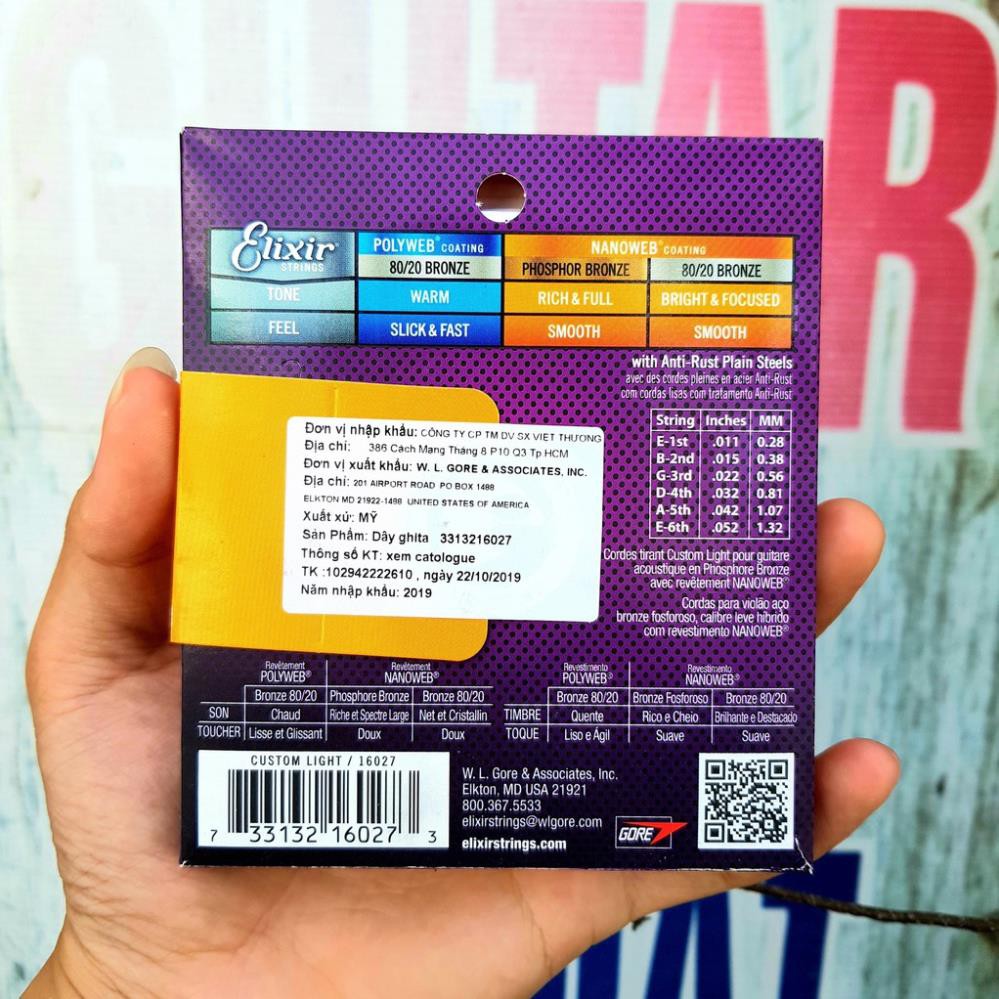 GUITAR
Elixir®
STRINGS
POLYWEB® COATING
NANOWEB® COATING
80/20 BRONZE
PHOSPHOR BRONZE
80/20 BRONZE
TONE
WARM
RICH & FULL
BRIGHT & FOCUSED
FEEL
SLICK & FAST
SMOOTH
SMOOTH
with Anti-Rust Plain Steels
avec des cordes pleines en acier Anti-Rust
com cordas lisas com tratamento Anti-Rust
String Inches MM
E-1st .011 0.28
B-2nd .015 0.38
G-3rd .022 0.56
D-4th .032 0.81
A-5th .042 1.07
E-6th .052 1.32
Đơn vị nhập khẩu: CÔNG TY CP TM DV SX VIỆT THƯƠNG
Địa chỉ: 386 Cách Mạng Tháng 8 P10 Q3 Tp.HCM
Đơn vị xuất khẩu: W. L. GORE & ASSOCIATES, INC.
Địa chỉ: 201 AIRPORT ROAD PO BOX 1488
ELKTON MD 21922-1488 UNITED STATES OF AMERICA
Xuất xứ: MỸ
Sản Phẩm: Dây ghita 3313216027
Thông số KT: xem catologue
TK :102942222610 , ngày 22/10/2019
Năm nhập khẩu: 2019
Cordes tirant Custom Light pour guitare
acoustique en Phosphore Bronze
avec revêtement NANOWEB®
Cordas para violão aço
bronze fosforoso, calibre leve híbrido
com revestimento NANOWEB®
Revêtement
POLYWEB®
Revêtement
NANOWEB®
Bronze 80/20 Phosphore Bronze Bronze 80/20
SON Chaud Riche et Spectre Large Net et Cristallin
TOUCHER Lisse et Glissant Doux Doux
Revestimento
POLYWEB®
Revestimento
NANOWEB®
Bronze 80/20 Bronze Fosforoso Bronze 80/20
TIMBRE Quente Rico e Cheio Brilhante e Destacado
TOQUE Liso e Ágil Suave Suave
CUSTOM LIGHT / 16027
7 33132 16027 3
W. L. Gore & Associates, Inc.
Elkton, MD USA 21921
800.367.5533
elixirstrings@wlgore.com
elixirstrings.com
GORE